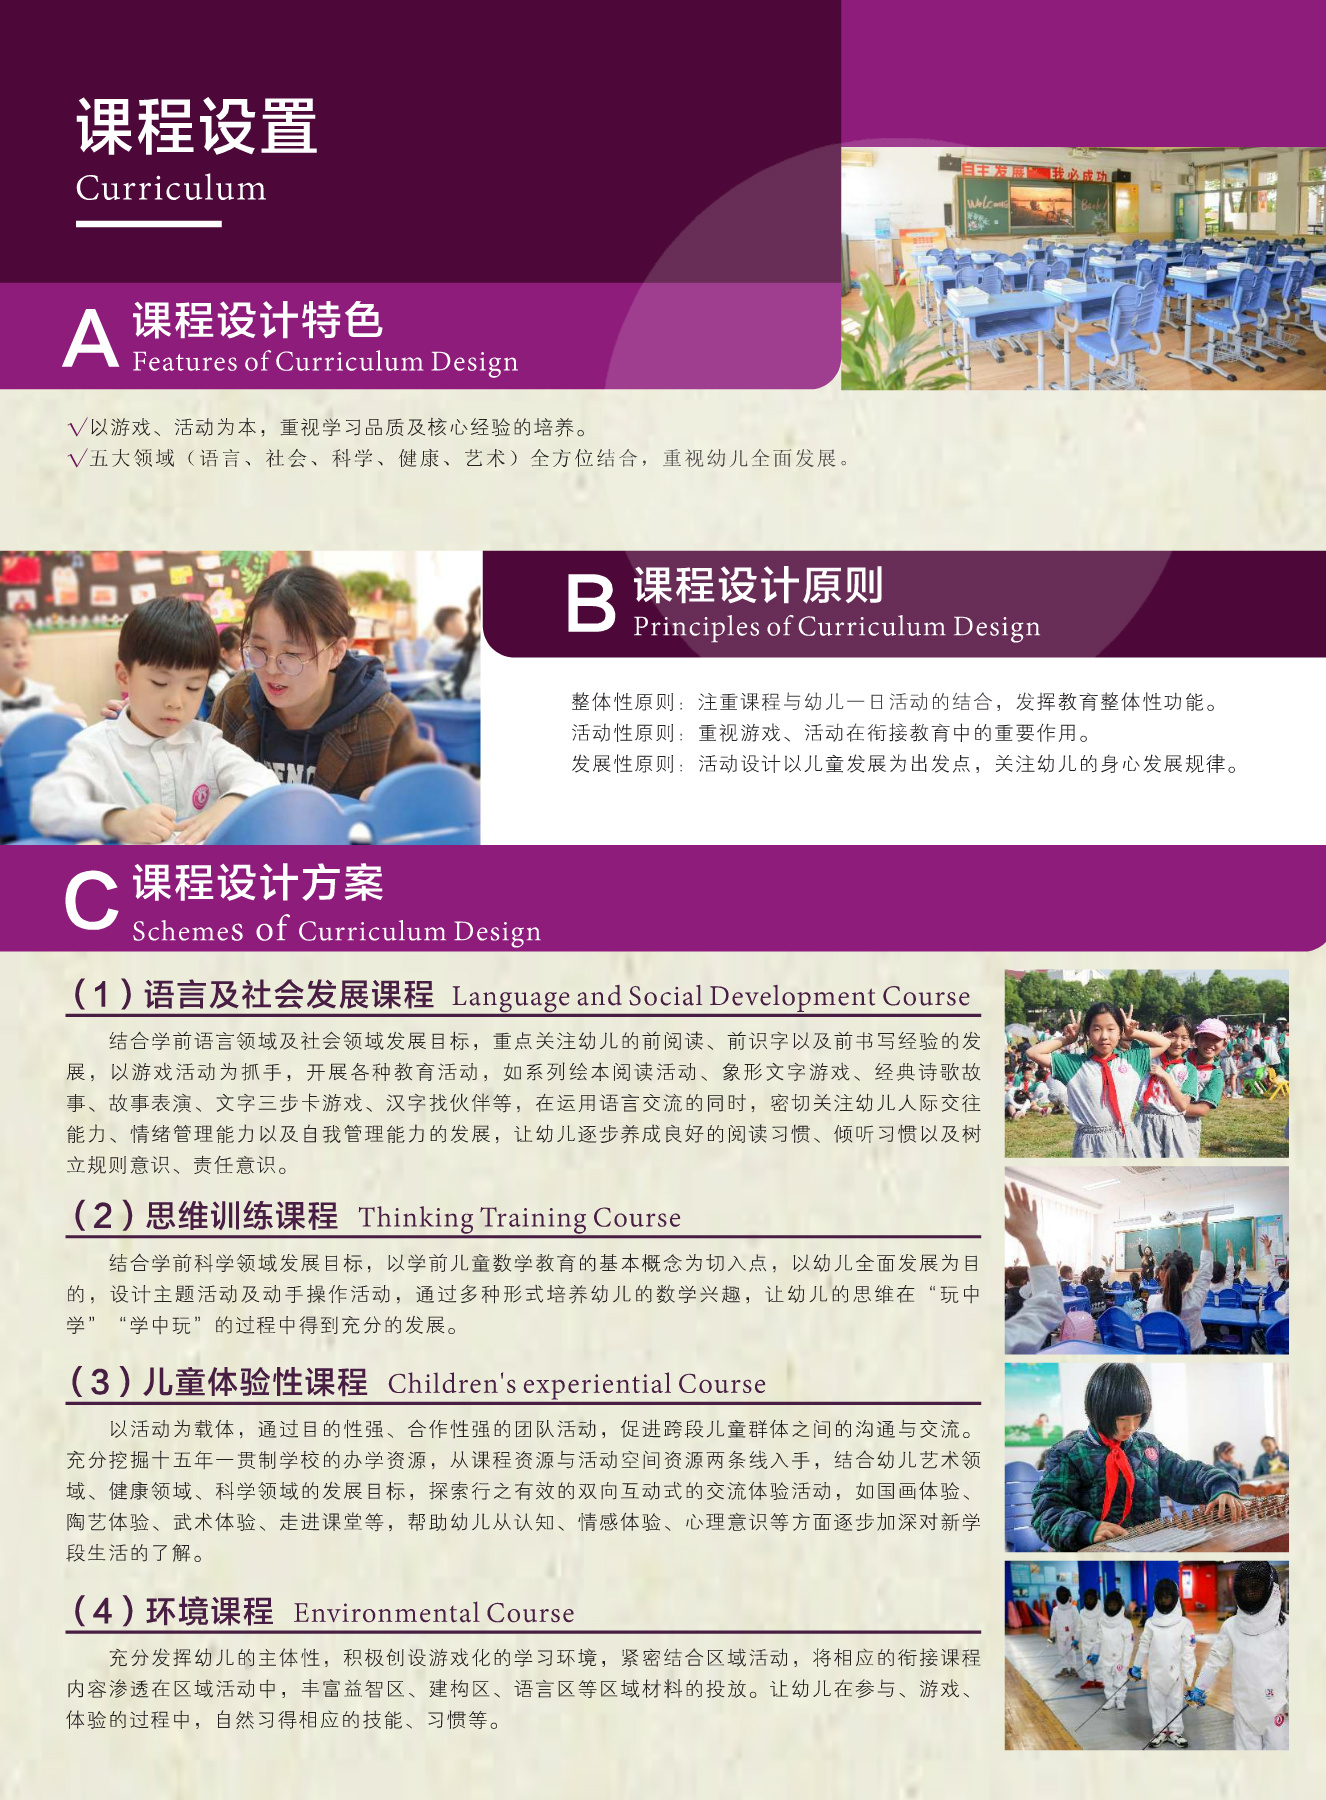 课程设置
Curriculum
自主发展 我必成功
Welcome Back!
A 课程设计特色
Features of Curriculum Design
√以游戏、活动为本，重视学习品质及核心经验的培养。
√五大领域（语言、社会、科学、健康、艺术）全方位结合，重视幼儿全面发展。
B 课程设计原则
Principles of Curriculum Design
整体性原则：注重课程与幼儿一日活动的结合，发挥教育整体性功能。
活动性原则：重视游戏、活动在衔接教育中的重要作用。
发展性原则：活动设计以儿童发展为出发点，关注幼儿的身心发展规律。
C 课程设计方案
Schemes of Curriculum Design
（1）语言及社会发展课程 Language and Social Development Course
结合学前语言领域及社会领域发展目标，重点关注幼儿的前阅读、前识字以及前书写经验的发
展，以游戏活动为抓手，开展各种教育活动，如系列绘本阅读活动、象形文字游戏、经典诗歌故
事、故事表演、文字三步卡游戏、汉字找伙伴等，在运用语言交流的同时，密切关注幼儿人际交往
能力、情绪管理能力以及自我管理能力的发展，让幼儿逐步养成良好的阅读习惯、倾听习惯以及树
立规则意识、责任意识。
（2）思维训练课程 Thinking Training Course
结合学前科学领域发展目标，以学前儿童数学教育的基本概念为切入点，以幼儿全面发展为目
的，设计主题活动及动手操作活动，通过多种形式培养幼儿的数学兴趣，让幼儿的思维在“玩中
学”“学中玩”的过程中得到充分的发展。
（3）儿童体验性课程 Children's experiential Course
以活动为载体，通过目的性强、合作性强的团队活动，促进跨段儿童群体之间的沟通与交流。
充分挖掘十五年一贯制学校的办学资源，从课程资源与活动空间资源两条线入手，结合幼儿艺术领
域、健康领域、科学领域的发展目标，探索行之有效的双向互动式的交流体验活动，如国画体验、
陶艺体验、武术体验、走进课堂等，帮助幼儿从认知、情感体验、心理意识等方面逐步加深对新学
段生活的了解。
（4）环境课程 Environmental Course
充分发挥幼儿的主体性，积极创设游戏化的学习环境，紧密结合区域活动，将相应的衔接课程
内容渗透在区域活动中，丰富益智区、建构区、语言区等区域材料的投放。让幼儿在参与、游戏、
体验的过程中，自然习得相应的技能、习惯等。